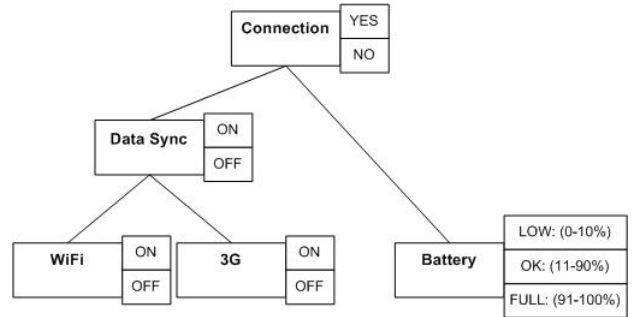 Connection
YES
NO
Data Sync
ON
OFF
WiFi
ON
OFF
3G
ON
OFF
Battery
LOW: (0-10%)
OK: (11-90%)
FULL: (91-100%)